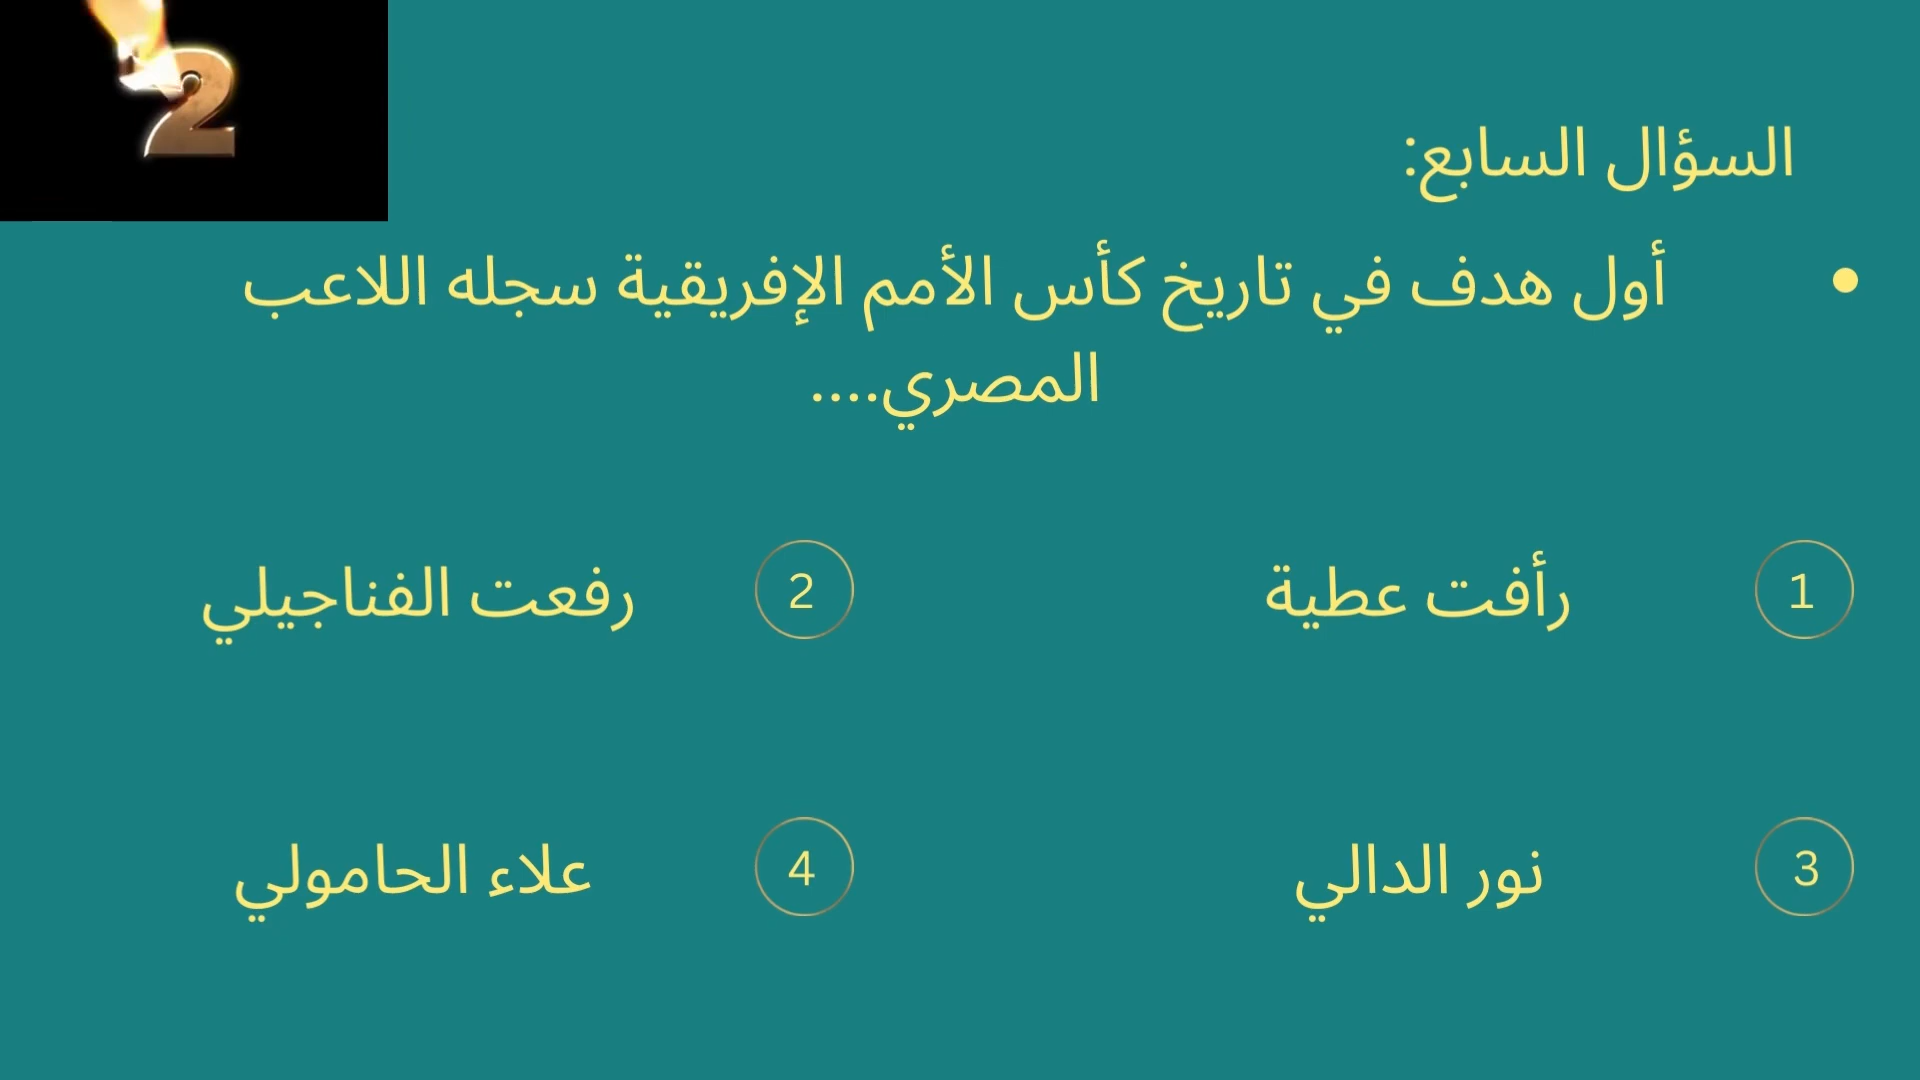 2
السؤال السابع:
• أول هدف في تاريخ كأس الأمم الإفريقية سجله اللاعب
المصري....
1 رأفت عطية
2 رفعت الفناجيلي
3 نور الدالي
4 علاء الحامولي